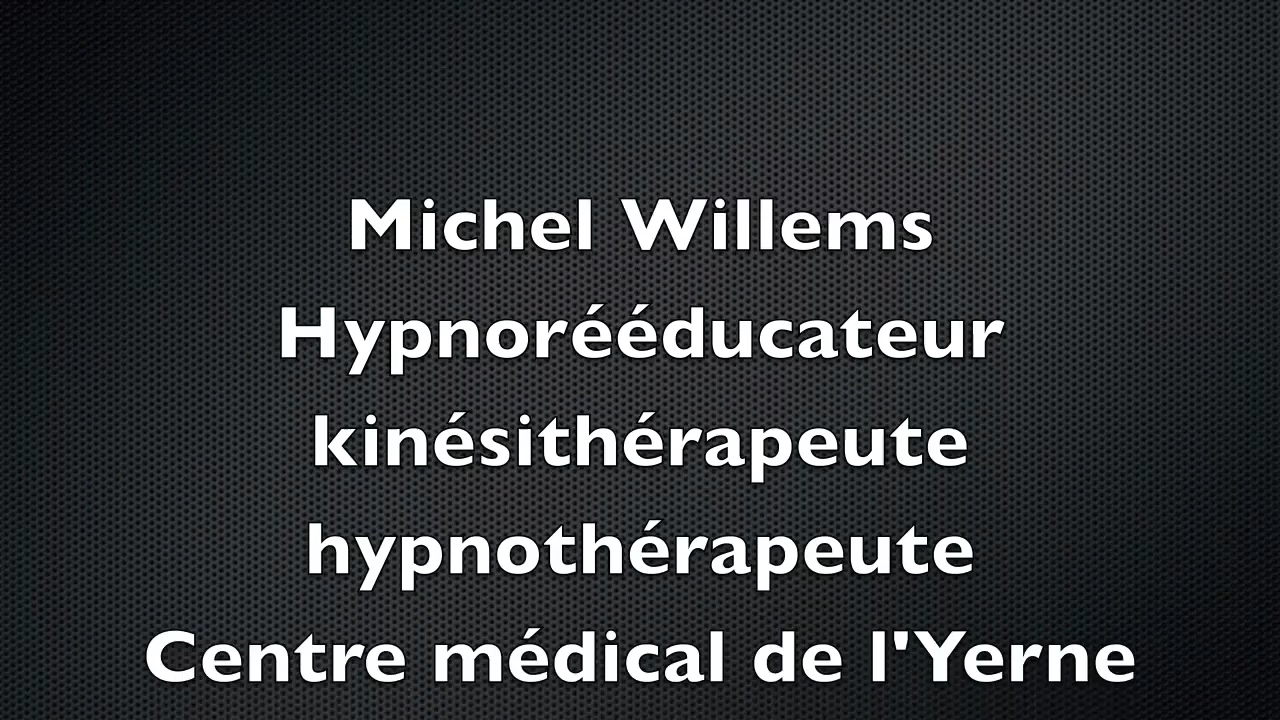 Michel Willems
Hypnorééducateur
kinésithérapeute
hypnothérapeute
Centre médical de l'Yerne